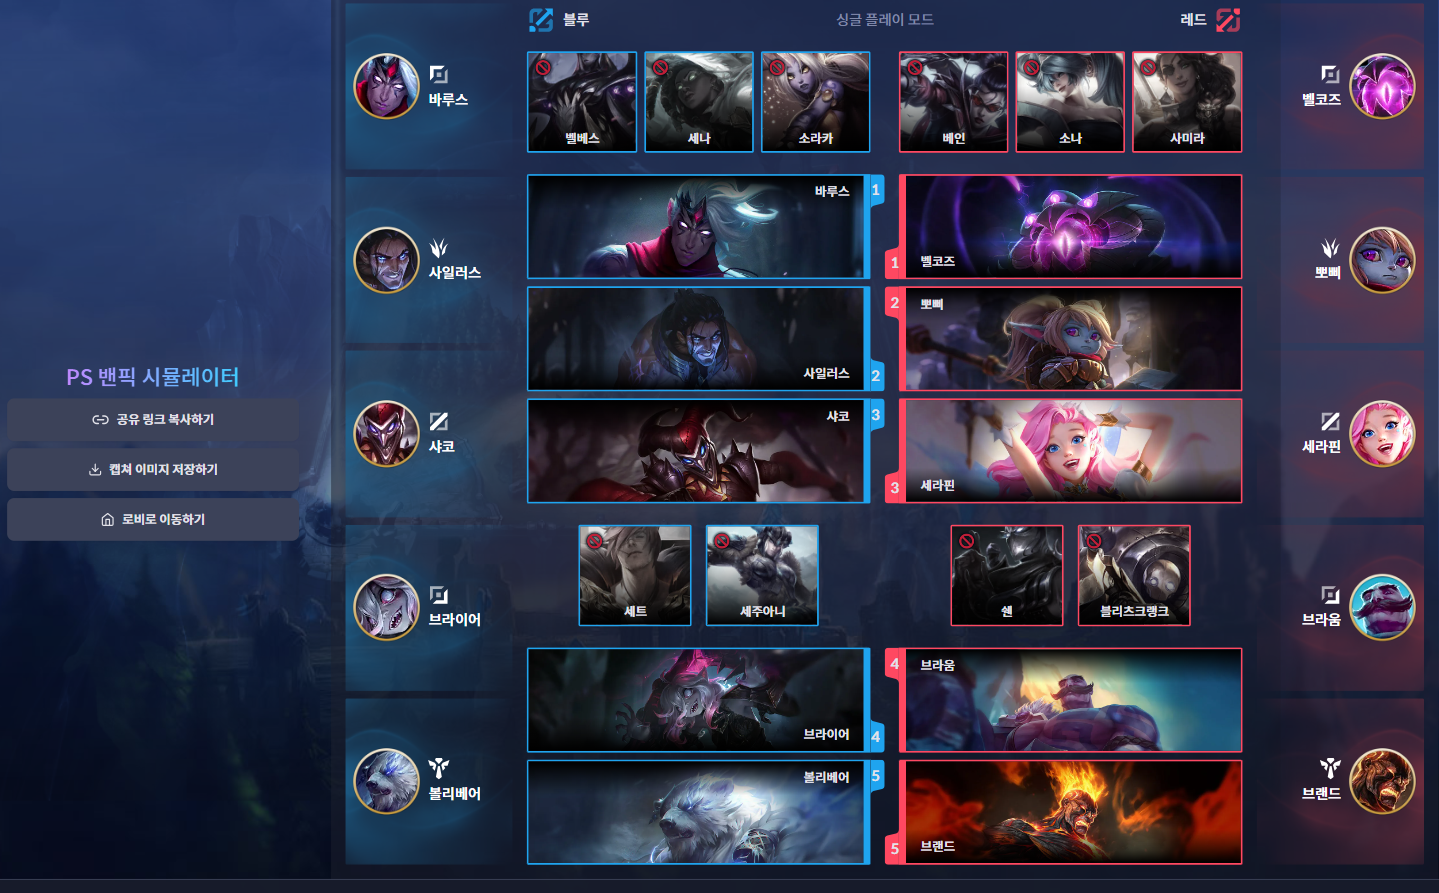 블루
싱글 플레이 모드
레드
바루스
벨베스
세나
소라카
베인
소나
사미라
벨코즈
바루스
1
1
벨코즈
사일러스
사일러스
2
2
뽀삐
뽀삐
PS 밴픽 시뮬레이터
공유 링크 복사하기
캡쳐 이미지 저장하기
로비로 이동하기
샤코
샤코
3
3
세라핀
세라핀
브라이어
세트
세주아니
쉔
블리츠크랭크
브라움
브라이어
4
4
브라움
볼리베어
볼리베어
5
5
브랜드
브랜드